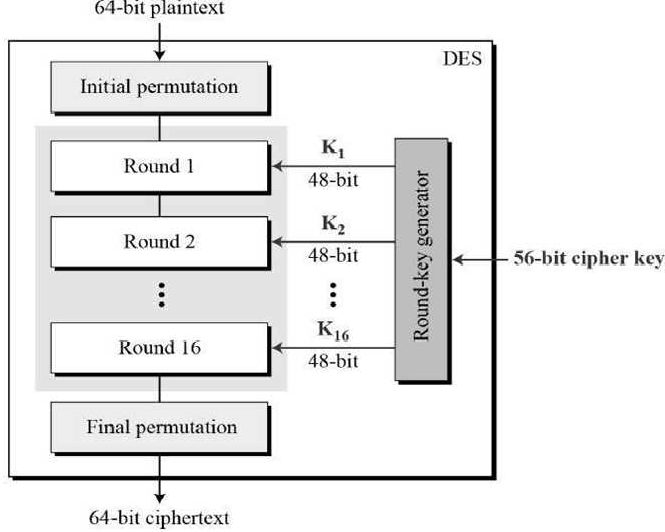 64-bit plaintext
DES
Initial permutation
Round 1
K1
48-bit
Round 2
K2
48-bit
Round 16
K16
48-bit
Round-key generator
56-bit cipher key
Final permutation
64-bit ciphertext